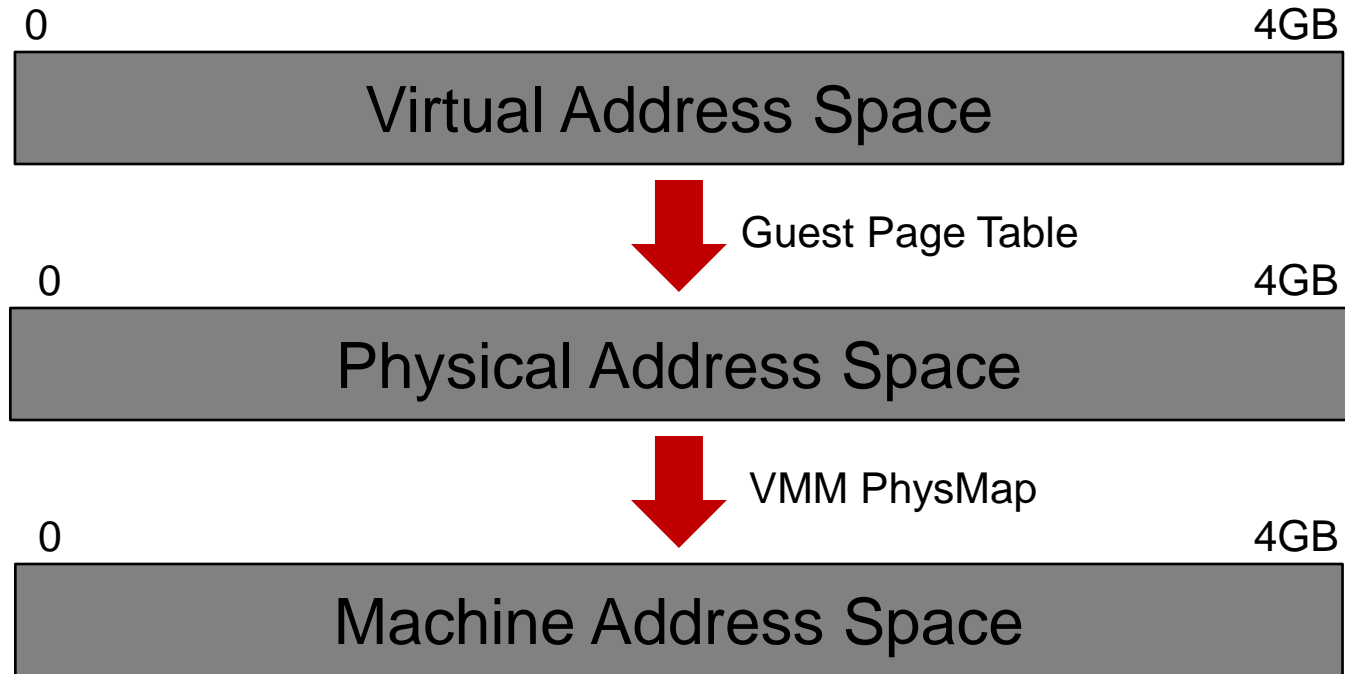 0 4GB
Virtual Address Space
Guest Page Table
0 4GB
Physical Address Space
VMM PhysMap
0 4GB
Machine Address Space